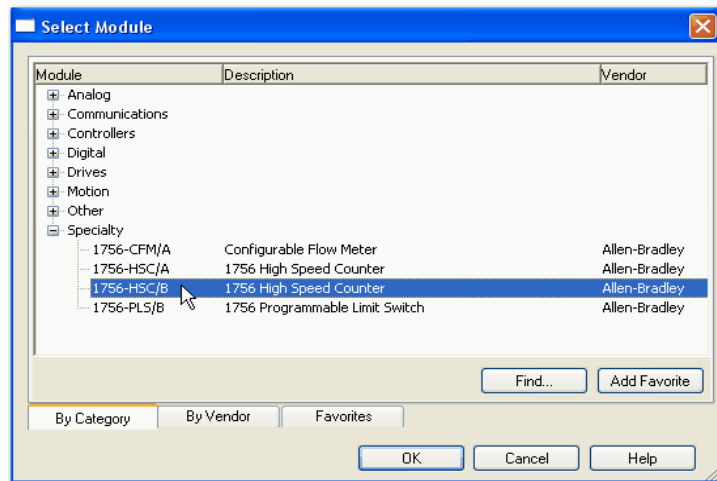 Select Module
Module Description Vendor
Analog
Communications
Controllers
Digital
Drives
Motion
Other
Specialty
1756-CFM/A Configurable Flow Meter Allen-Bradley
1756-HSC/A 1756 High Speed Counter Allen-Bradley
1756-HSC/B 1756 High Speed Counter Allen-Bradley
1756-PLS/B 1756 Programmable Limit Switch Allen-Bradley
Find... Add Favorite
By Category By Vendor Favorites
OK Cancel Help